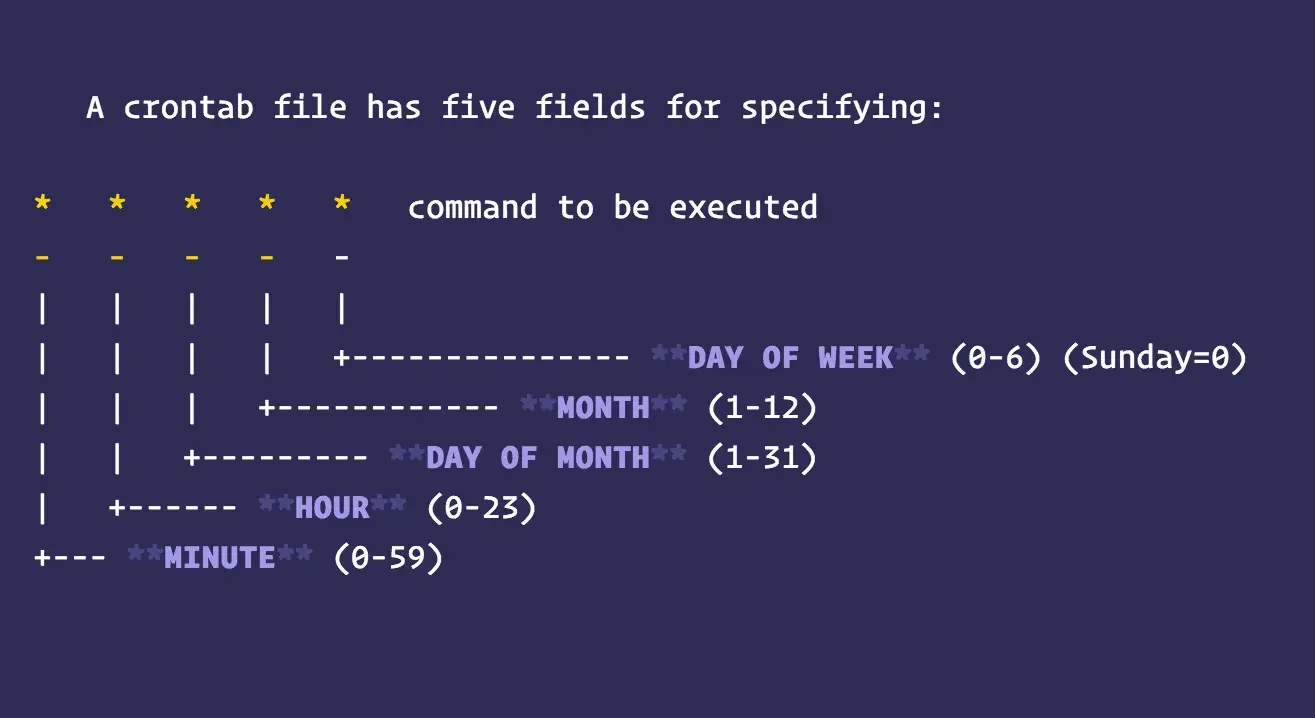 A crontab file has five fields for specifying:
*   *   *   *   *   command to be executed
-   -   -   -   -
|   |   |   |   |
|   |   |   |   +--------------- **DAY OF WEEK** (0-6) (Sunday=0)
|   |   |   +------------ **MONTH** (1-12)
|   |   +--------- **DAY OF MONTH** (1-31)
|   +------ **HOUR** (0-23)
+--- **MINUTE** (0-59)